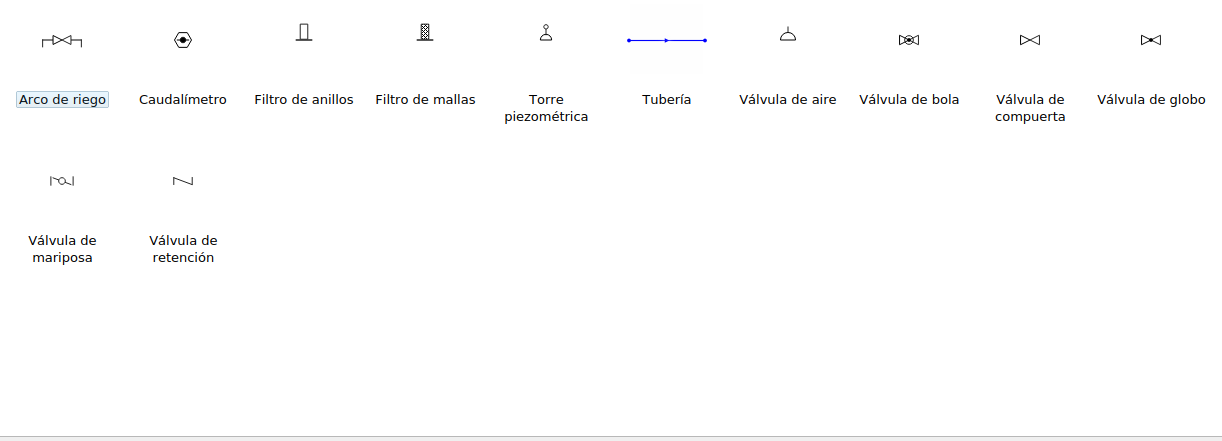 Arco de riego
Caudalímetro
Filtro de anillos
Filtro de mallas
Torre
piezométrica
Tubería
Válvula de aire
Válvula de bola
Válvula de
compuerta
Válvula de globo
Válvula de
mariposa
Válvula de
retención